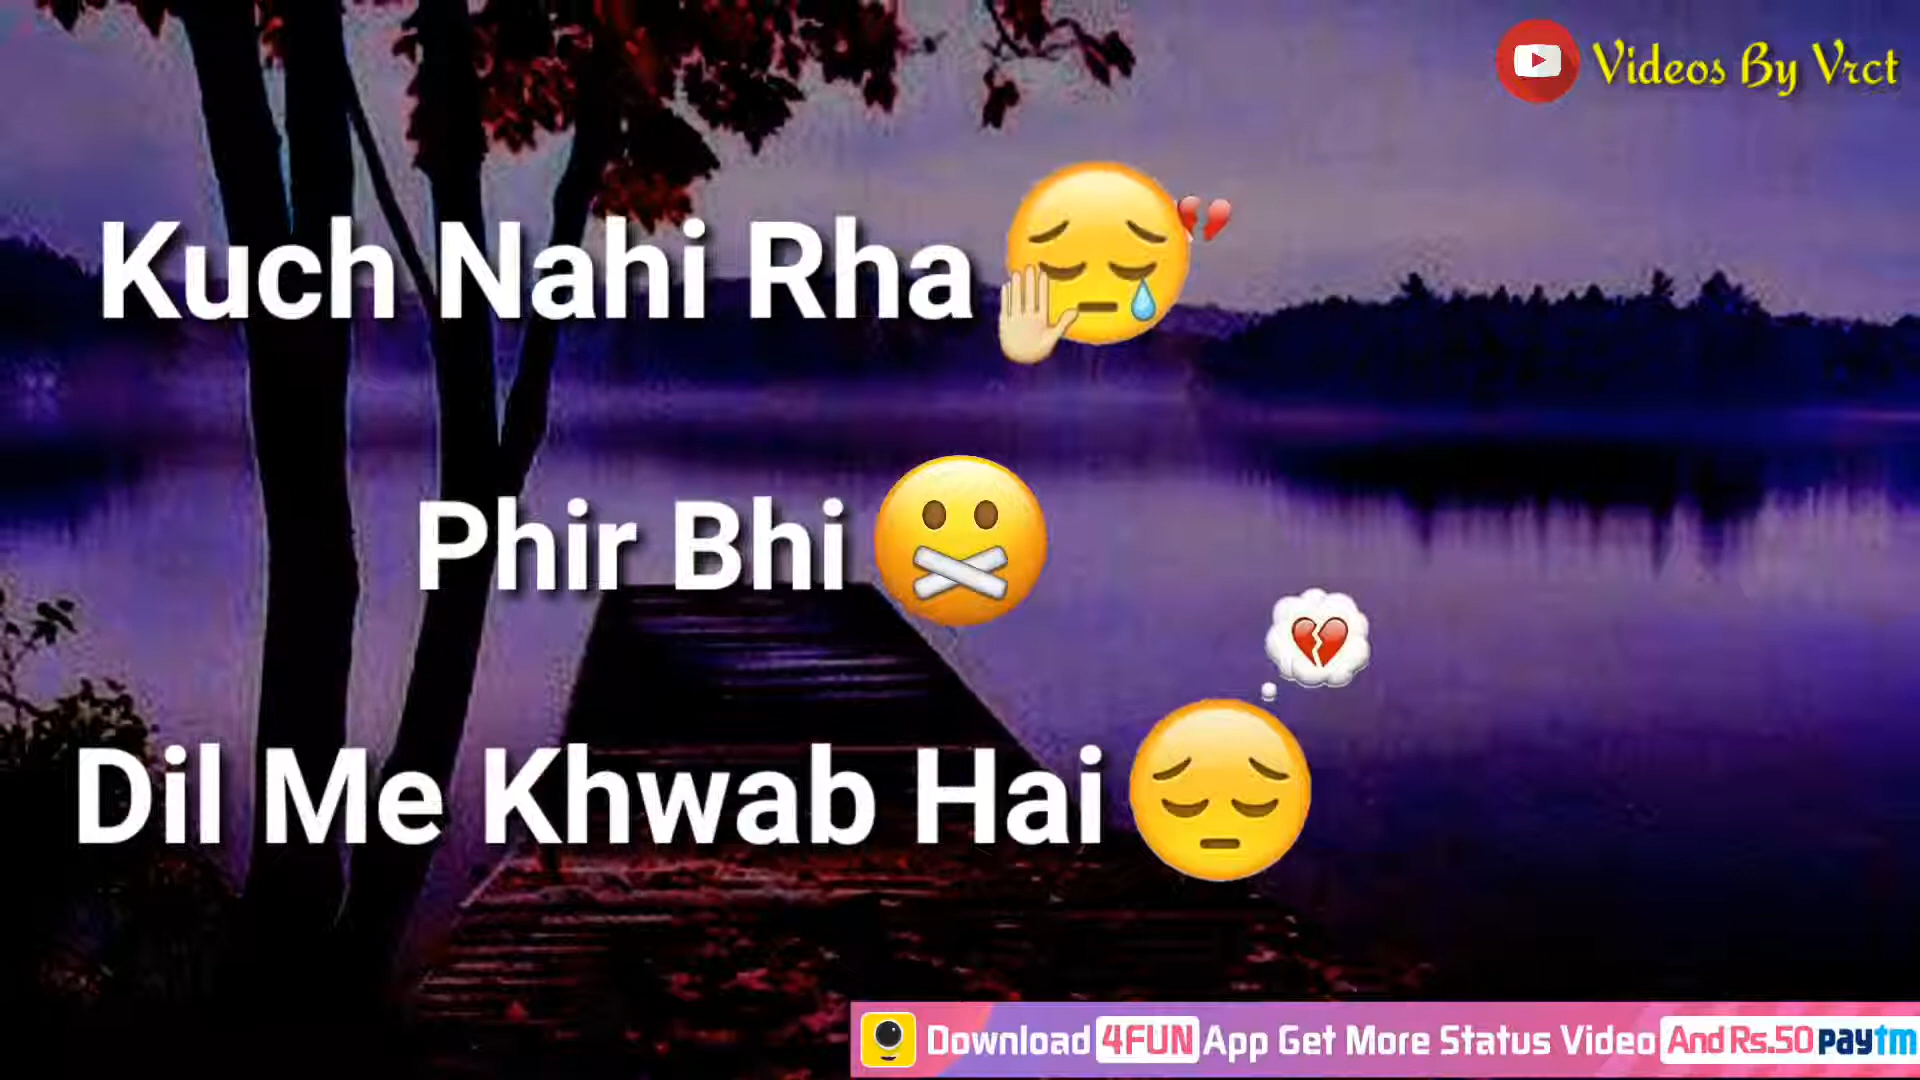 Videos By Vrct
Kuch Nahi Rha
Phir Bhi
Dil Me Khwab Hai
Download 4FUN App Get More Status Video And Rs.50 paytm